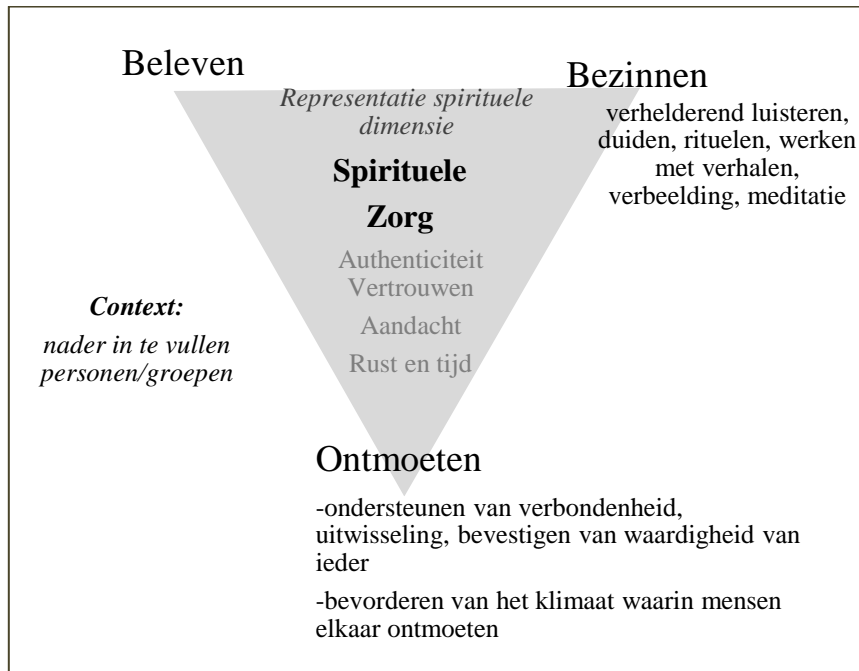 Beleven
Bezinnen
Representatie spirituele
dimensie
verhelderend luisteren,
duiden, rituelen, werken
met verhalen,
verbeelding, meditatie
Spirituele
Zorg
Authenticiteit
Vertrouwen
Aandacht
Rust en tijd
Context:
nader in te vullen
personen/groepen
Ontmoeten
-ondersteunen van verbondenheid,
uitwisseling, bevestigen van waardigheid van
ieder
-bevorderen van het klimaat waarin mensen
elkaar ontmoeten